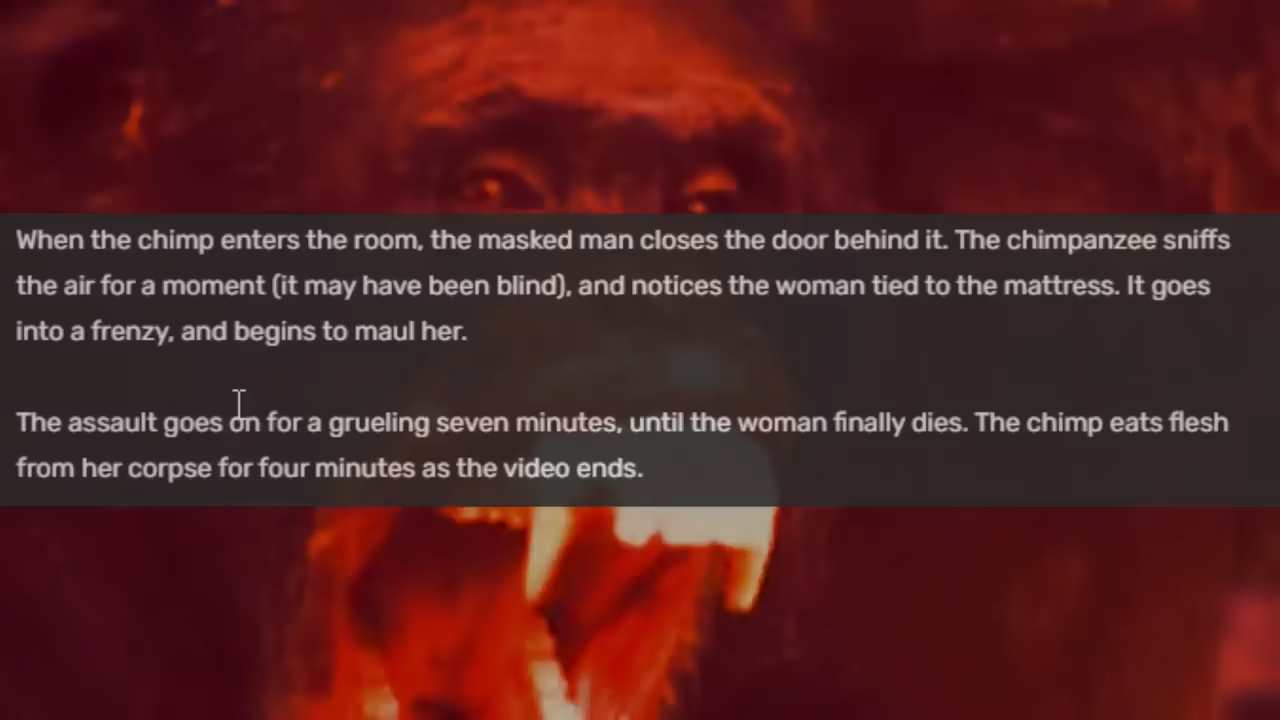 When the chimp enters the room, the masked man closes the door behind it. The chimpanzee sniffs
the air for a moment (it may have been blind), and notices the woman tied to the mattress. It goes
into a frenzy, and begins to maul her.
The assault goes on for a grueling seven minutes, until the woman finally dies. The chimp eats flesh
from her corpse for four minutes as the video ends.